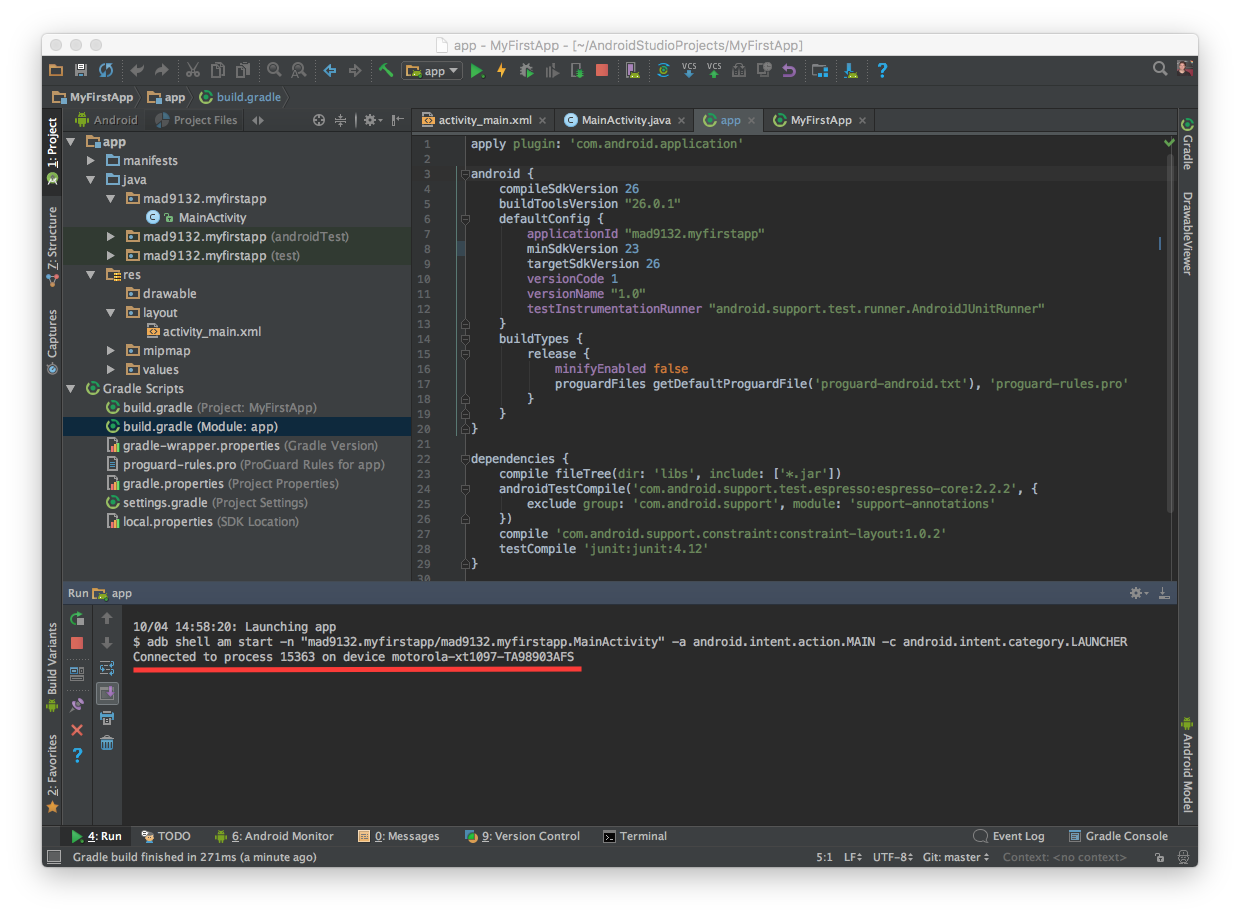 app - MyFirstApp - [~/AndroidStudioProjects/MyFirstApp]
app
VCS
VCS
?
MyFirstApp
app
build.gradle
Android
Project Files
activity_main.xml
MainActivity.java
app
MyFirstApp
1: Project
Z: Structure
Captures
Build Variants
2: Favorites
app
manifests
java
mad9132.myfirstapp
C MainActivity
mad9132.myfirstapp (androidTest)
mad9132.myfirstapp (test)
res
drawable
layout
activity_main.xml
mipmap
values
Gradle Scripts
build.gradle (Project: MyFirstApp)
build.gradle (Module: app)
gradle-wrapper.properties (Gradle Version)
proguard-rules.pro (ProGuard Rules for app)
gradle.properties (Project Properties)
settings.gradle (Project Settings)
local.properties (SDK Location)
1 apply plugin: 'com.android.application'
2
3 android {
4 compileSdkVersion 26
5 buildToolsVersion "26.0.1"
6 defaultConfig {
7 applicationId "mad9132.myfirstapp"
8 minSdkVersion 23
9 targetSdkVersion 26
10 versionCode 1
11 versionName "1.0"
12 testInstrumentationRunner "android.support.test.runner.AndroidJUnitRunner"
13 }
14 buildTypes {
15 release {
16 minifyEnabled false
17 proguardFiles getDefaultProguardFile('proguard-android.txt'), 'proguard-rules.pro'
18 }
19 }
20 }
21
22 dependencies {
23 compile fileTree(dir: 'libs', include: ['*.jar'])
24 androidTestCompile('com.android.support.test.espresso:espresso-core:2.2.2', {
25 exclude group: 'com.android.support', module: 'support-annotations'
26 })
27 compile 'com.android.support.constraint:constraint-layout:1.0.2'
28 testCompile 'junit:junit:4.12'
29 }
30
Gradle
DrawableViewer
Android Model
Run app
10/04 14:58:20: Launching app
$ adb shell am start -n "mad9132.myfirstapp/mad9132.myfirstapp.MainActivity" -a android.intent.action.MAIN -c android.intent.category.LAUNCHER
Connected to process 15363 on device motorola-xt1097-TA98903AFS
?
4: Run
TODO
6: Android Monitor
0: Messages
9: Version Control
Terminal
Event Log
Gradle Console
Gradle build finished in 271ms (a minute ago)
5:1 LF UTF-8 Git: master Context: <no context>